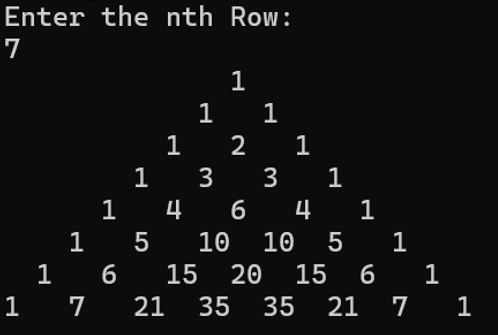 Enter the nth Row:
7
1
1 1
1 2 1
1 3 3 1
1 4 6 4 1
1 5 10 10 5 1
1 6 15 20 15 6 1
1 7 21 35 35 21 7 1